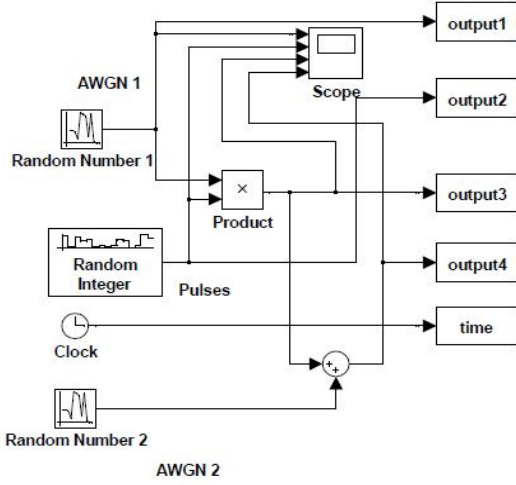 output1
Scope
AWGN 1
output2
Random Number 1
×
Product
output3
Random
Integer
Pulses
output4
Clock
time
+
+
Random Number 2
AWGN 2